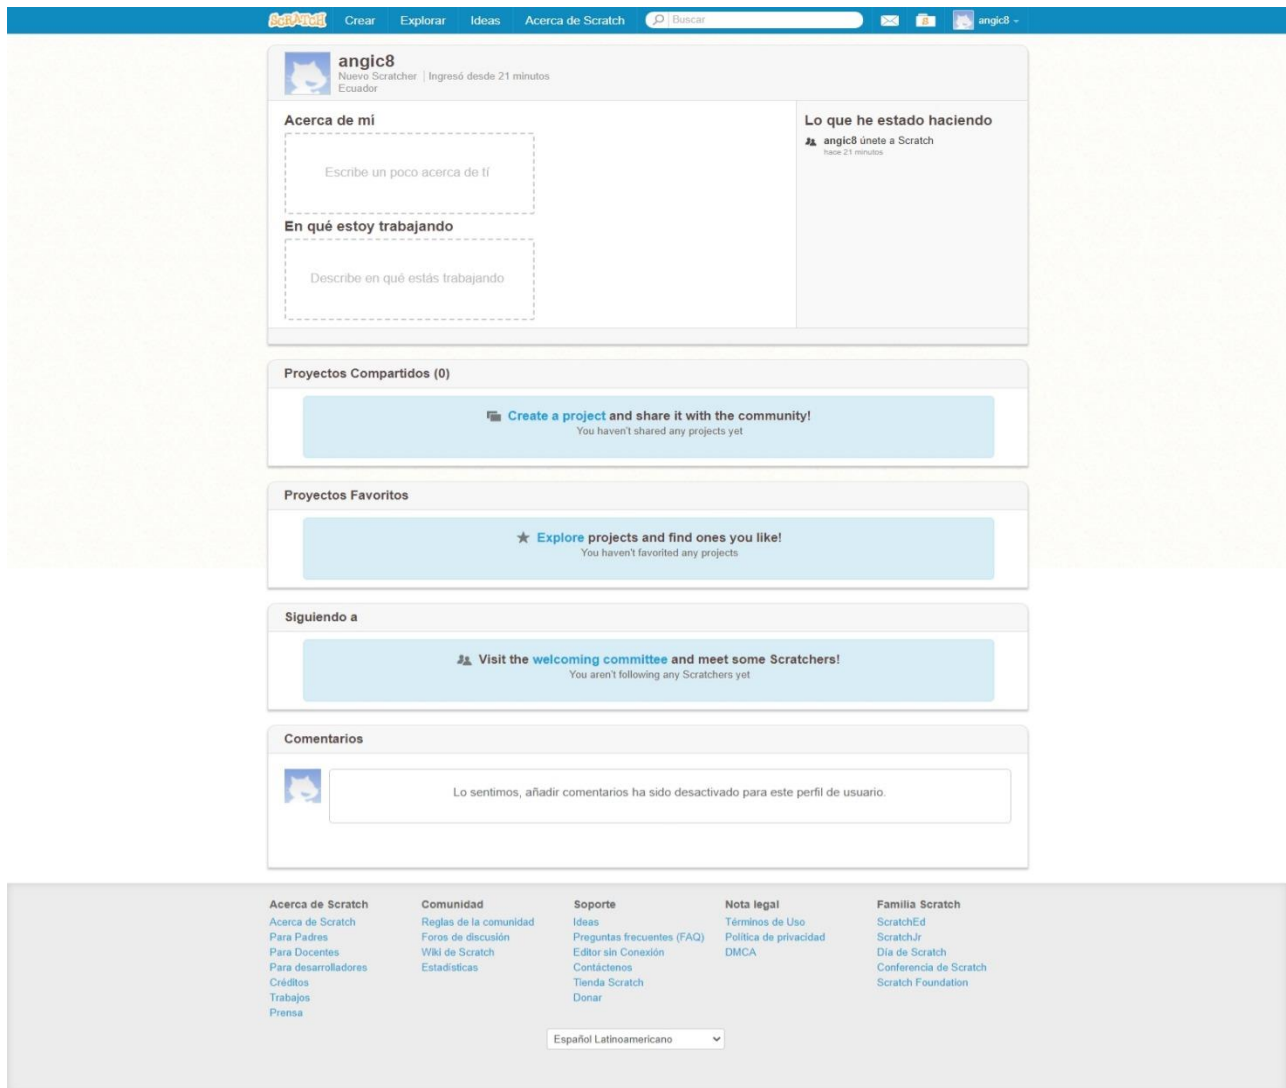 SCRATCH Crear Explorar Ideas Acerca de Scratch Buscar angic8
angic8
Nuevo Scratcher | Ingresó desde 21 minutos
Ecuador
Acerca de mí
Escribe un poco acerca de tí
En qué estoy trabajando
Describe en qué estás trabajando
Lo que he estado haciendo
angic8 únete a Scratch
hace 21 minutos
Proyectos Compartidos (0)
Create a project and share it with the community!
You haven't shared any projects yet
Proyectos Favoritos
Explore projects and find ones you like!
You haven't favorited any projects
Siguiendo a
Visit the welcoming committee and meet some Scratchers!
You aren't following any Scratchers yet
Comentarios
Lo sentimos, añadir comentarios ha sido desactivado para este perfil de usuario.
Acerca de Scratch
Acerca de Scratch
Para Padres
Para Docentes
Para desarrolladores
Créditos
Trabajos
Prensa
Comunidad
Reglas de la comunidad
Foros de discusión
Wiki de Scratch
Estadísticas
Soporte
Ideas
Preguntas frecuentes (FAQ)
Editor sin Conexión
Contáctenos
Tienda Scratch
Donar
Nota legal
Términos de Uso
Política de privacidad
DMCA
Familia Scratch
ScratchEd
ScratchJr
Día de Scratch
Conferencia de Scratch
Scratch Foundation
Español Latinoamericano